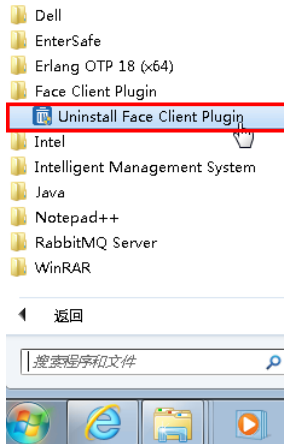 Dell
EnterSafe
Erlang OTP 18 (x64)
Face Client Plugin
Uninstall Face Client Plugin
Intel
Intelligent Management System
Java
Notepad++
RabbitMQ Server
WinRAR
返回
搜索程序和文件